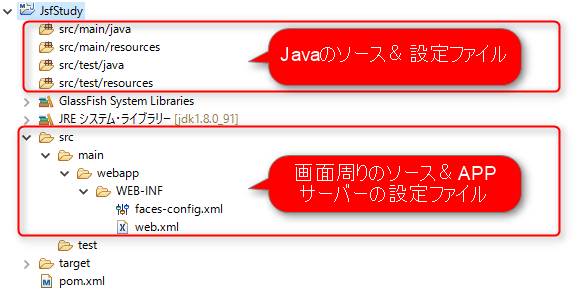 JsfStudy
src/main/java
src/main/resources
src/test/java
src/test/resources
Javaのソース& 設定ファイル
GlassFish System Libraries
JRE システム・ライブラリー [jdk1.8.0_91]
src
main
webapp
WEB-INF
faces-config.xml
web.xml
画面周りのソース& APP
サーバーの設定ファイル
test
target
pom.xml